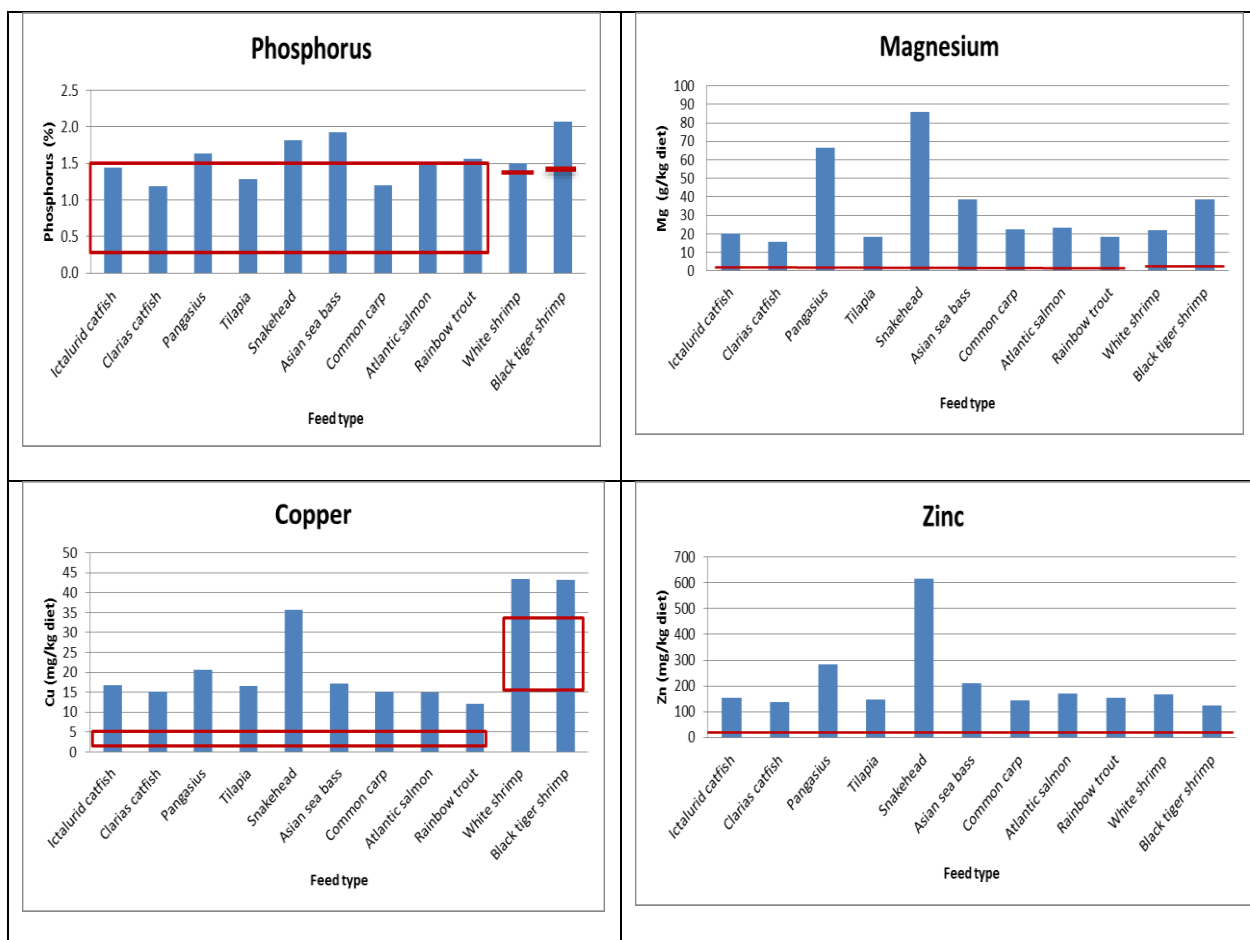 Phosphorus
Phosphorus (%)
2.5
2.0
1.5
1.0
0.5
0.0
Ictalurid catfish
Clarias catfish
Pangasius
Tilapia
Snakehead
Asian sea bass
Common carp
Atlantic salmon
Rainbow trout
White shrimp
Black tiger shrimp
Feed type
Magnesium
Mg (g/kg diet)
100
90
80
70
60
50
40
30
20
10
0
Ictalurid catfish
Clarias catfish
Pangasius
Tilapia
Snakehead
Asian sea bass
Common carp
Atlantic salmon
Rainbow trout
White shrimp
Black tiger shrimp
Feed type
Copper
Cu (mg/kg diet)
50
45
40
35
30
25
20
15
10
5
0
Ictalurid catfish
Clarias catfish
Pangasius
Tilapia
Snakehead
Asian sea bass
Common carp
Atlantic salmon
Rainbow trout
White shrimp
Black tiger shrimp
Feed type
Zinc
Zn (mg/kg diet)
700
600
500
400
300
200
100
0
Ictalurid catfish
Clarias catfish
Pangasius
Tilapia
Snakehead
Asian sea bass
Common carp
Atlantic salmon
Rainbow trout
White shrimp
Black tiger shrimp
Feed type